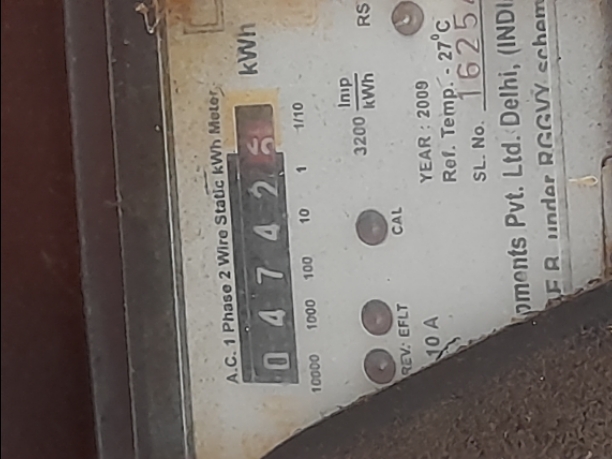 kWh
A.C. 1 Phase 2 Wire Static kWh Meter
0 4 7 4 2 5
10000 1000 100 10 1 1/10
3200 Imp/kWh
RS
CAL
REV: EFLT
10 A
YEAR : 2009
Ref. Temp. - 27°C
SL. No. 1625
pments Pvt. Ltd. Delhi, (INDI
under RGGVY schem